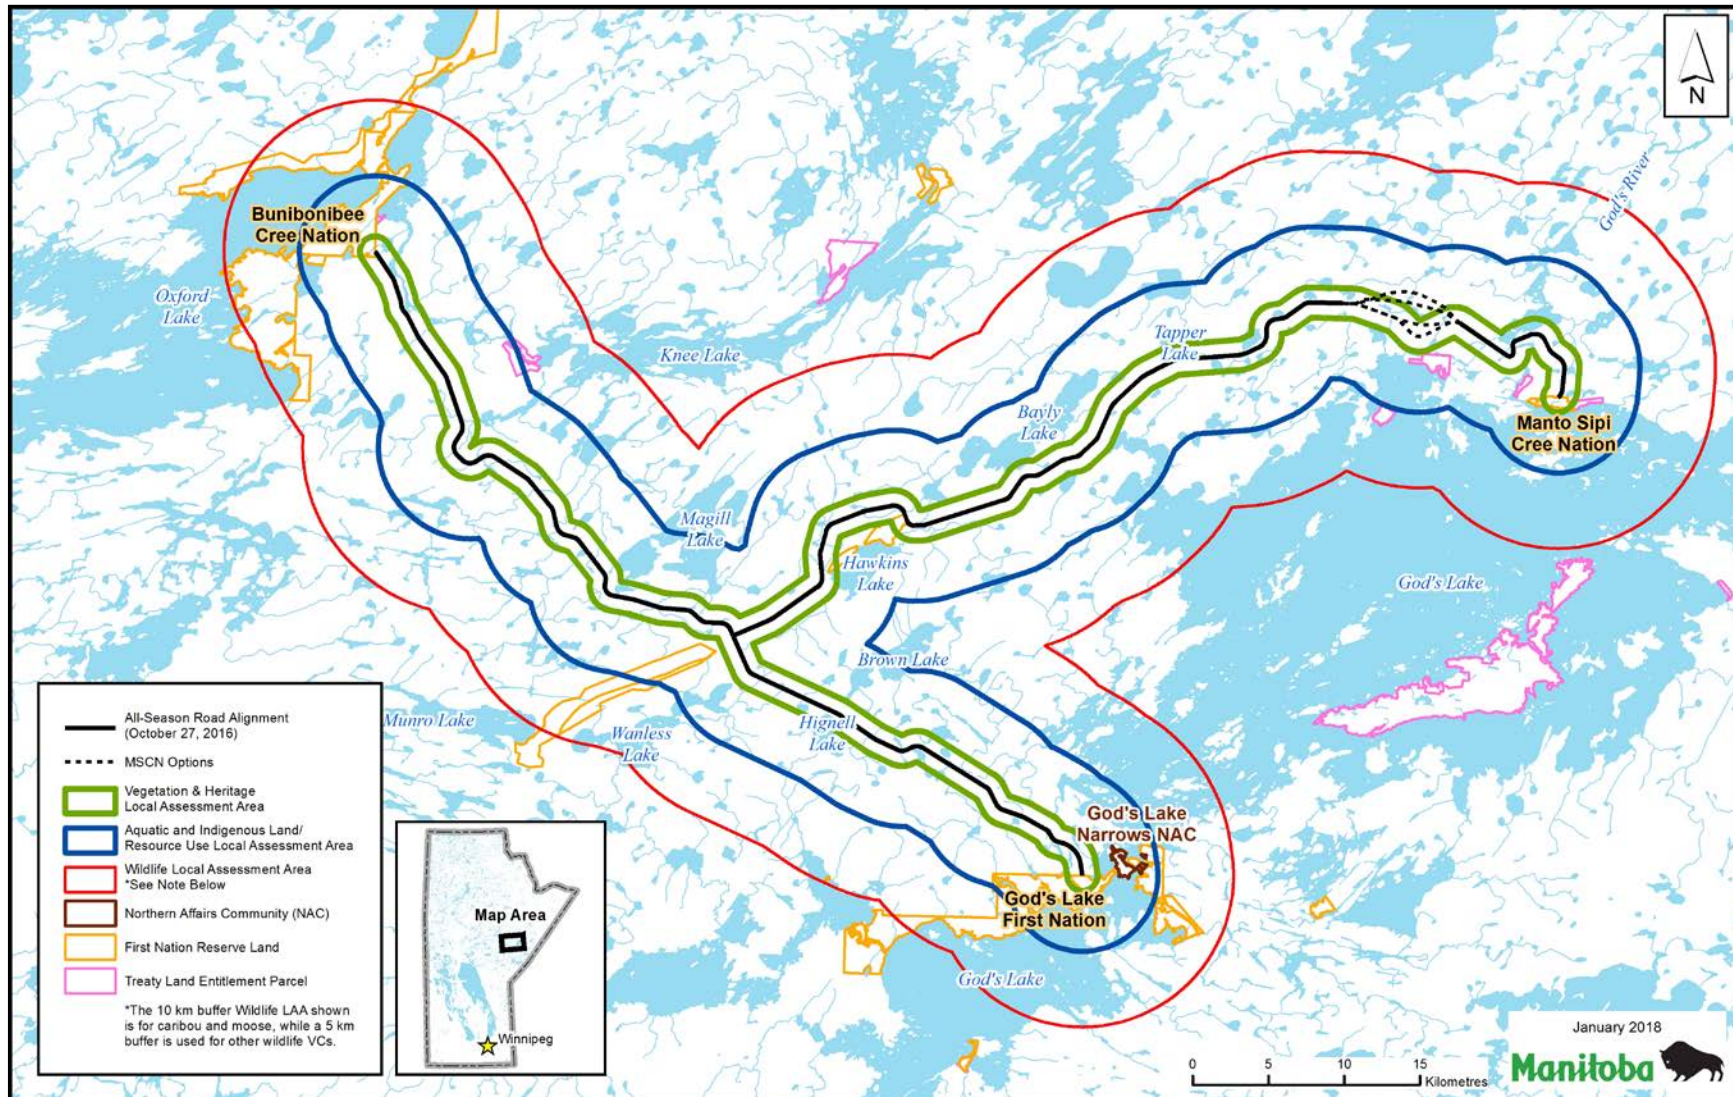 N
God's River
Bunibonibee
Cree Nation
Oxford
Lake
Knee Lake
Tapper
Lake
Bayly
Lake
Manto Sipi
Cree Nation
Magill
Lake
Hawkins
Lake
God's Lake
Brown Lake
Munro Lake
Wanless
Lake
Hignell
Lake
God's Lake
Narrows NAC
God's Lake
First Nation
God's Lake
All-Season Road Alignment
(October 27, 2016)
MSCN Options
Vegetation & Heritage
Local Assessment Area
Aquatic and Indigenous Land/
Resource Use Local Assessment Area
Wildlife Local Assessment Area
*See Note Below
Northern Affairs Community (NAC)
First Nation Reserve Land
Treaty Land Entitlement Parcel
*The 10 km buffer Wildlife LAA shown
is for caribou and moose, while a 5 km
buffer is used for other wildlife VCs.
Map Area
Winnipeg
0 5 10 15
Kilometres
January 2018
Manitoba